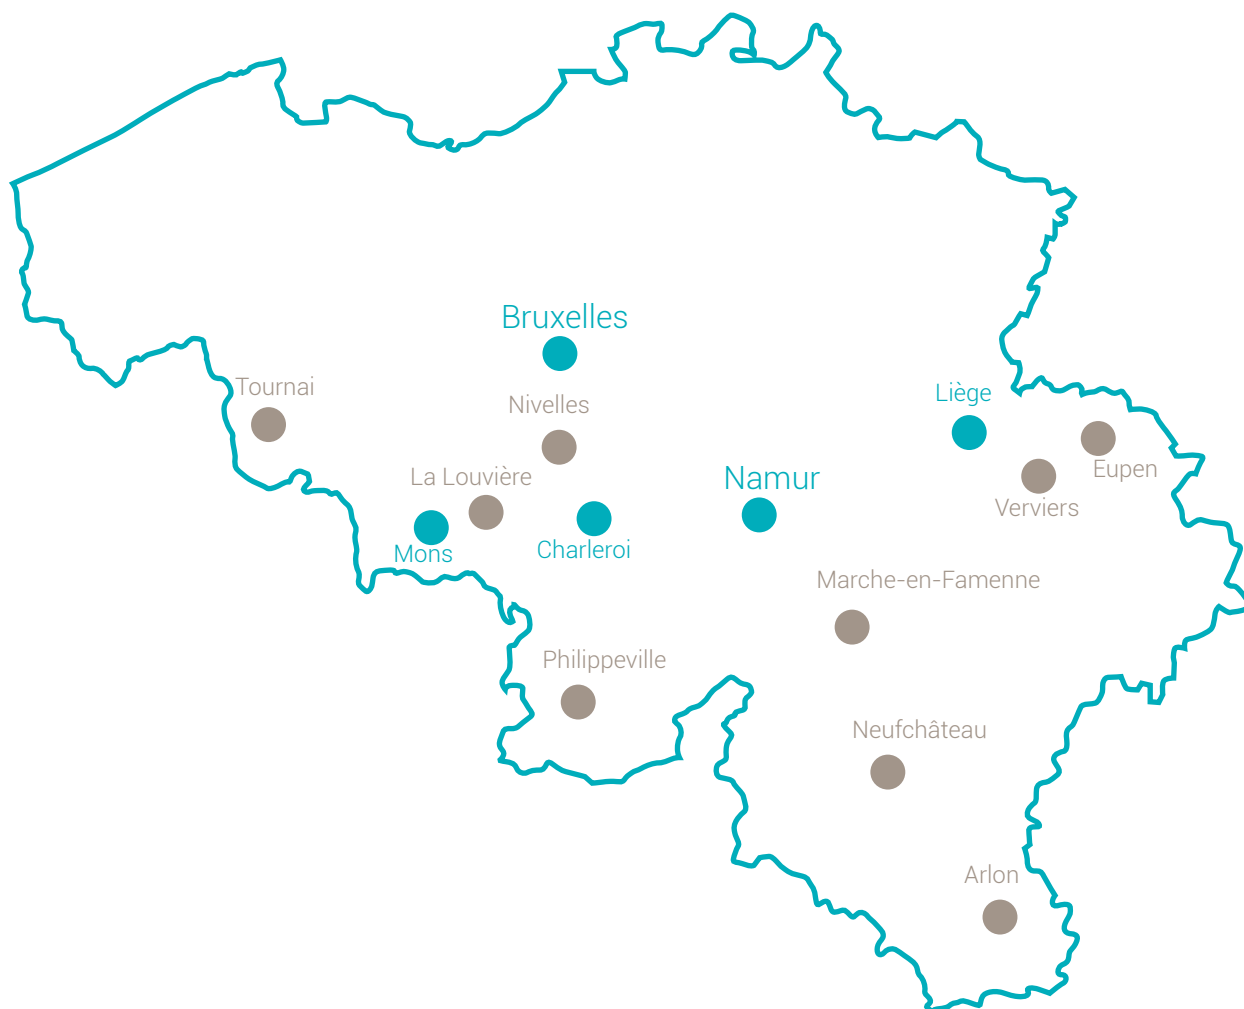 Bruxelles
Tournai
Liège
Nivelles
Eupen
La Louvière
Namur
Verviers
Mons
Charleroi
Marche-en-Famenne
Philippeville
Neufchâteau
Arlon